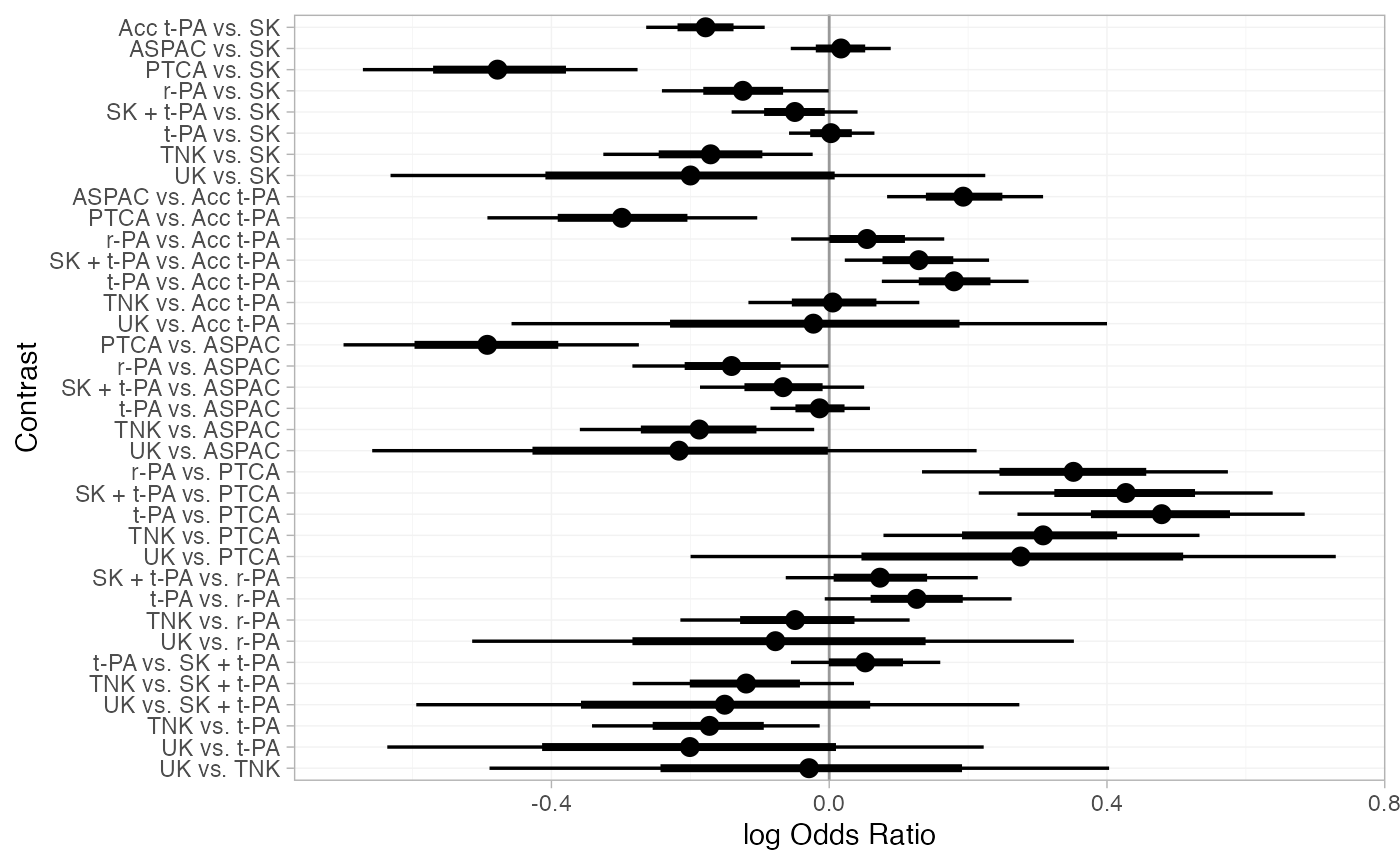 Acc t-PA vs. SK
ASPAC vs. SK
PTCA vs. SK
r-PA vs. SK
SK + t-PA vs. SK
t-PA vs. SK
TNK vs. SK
UK vs. SK
ASPAC vs. Acc t-PA
PTCA vs. Acc t-PA
r-PA vs. Acc t-PA
SK + t-PA vs. Acc t-PA
t-PA vs. Acc t-PA
TNK vs. Acc t-PA
UK vs. Acc t-PA
PTCA vs. ASPAC
r-PA vs. ASPAC
SK + t-PA vs. ASPAC
t-PA vs. ASPAC
TNK vs. ASPAC
UK vs. ASPAC
r-PA vs. PTCA
SK + t-PA vs. PTCA
t-PA vs. PTCA
TNK vs. PTCA
UK vs. PTCA
SK + t-PA vs. r-PA
t-PA vs. r-PA
TNK vs. r-PA
UK vs. r-PA
t-PA vs. SK + t-PA
TNK vs. SK + t-PA
UK vs. SK + t-PA
TNK vs. t-PA
UK vs. t-PA
UK vs. TNK
Contrast
-0.4 0.0 0.4 0.8
log Odds Ratio